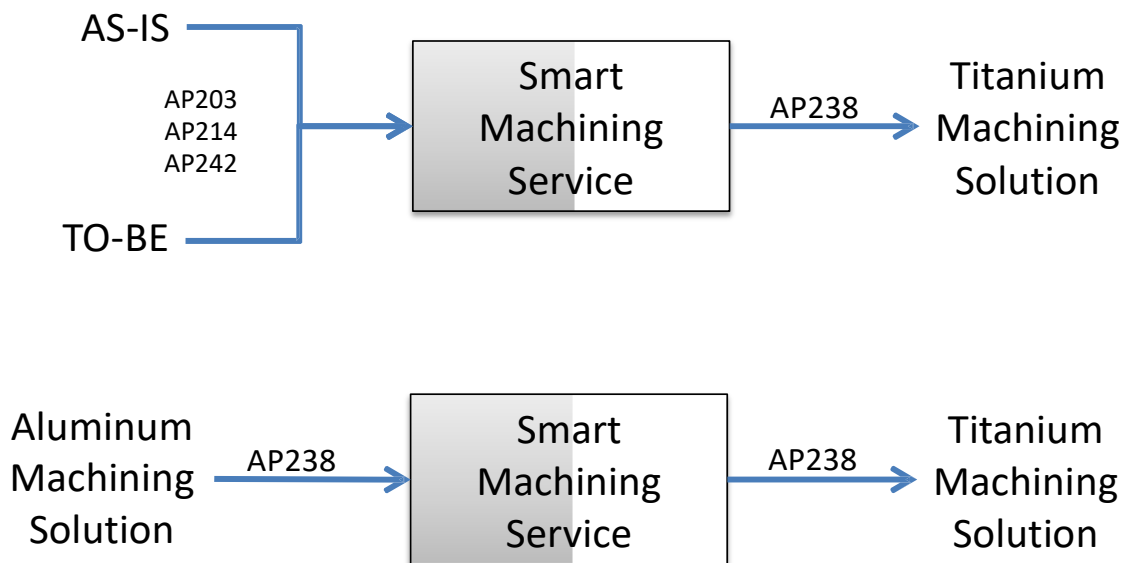 AS-IS
AP203
AP214
AP242
TO-BE
Smart
Machining
Service
AP238
Titanium
Machining
Solution
Aluminum
Machining
Solution
AP238
Smart
Machining
Service
AP238
Titanium
Machining
Solution